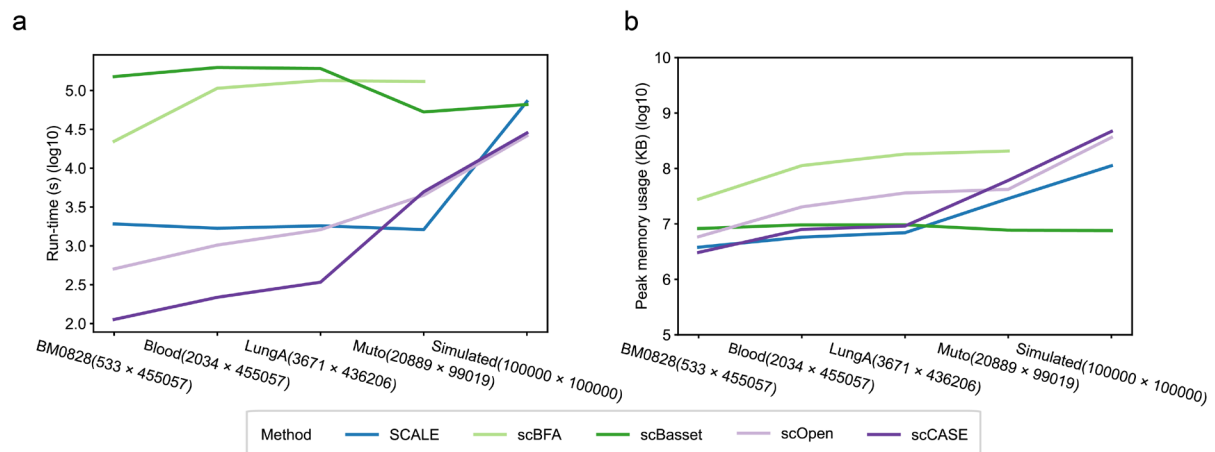 a
b
Run-time (s) (log10)
5.0
4.5
4.0
3.5
3.0
2.5
2.0
BM0828(533 × 455057)
Blood(2034 × 455057)
LungA(3671 × 436206)
Muto(20889 × 99019)
Simulated(100000 × 100000)
Peak memory usage (KB) (log10)
10
9
8
7
6
5
BM0828(533 × 455057)
Blood(2034 × 455057)
LungA(3671 × 436206)
Muto(20889 × 99019)
Simulated(100000 × 100000)
Method SCALE scBFA scBasset scOpen scCASE